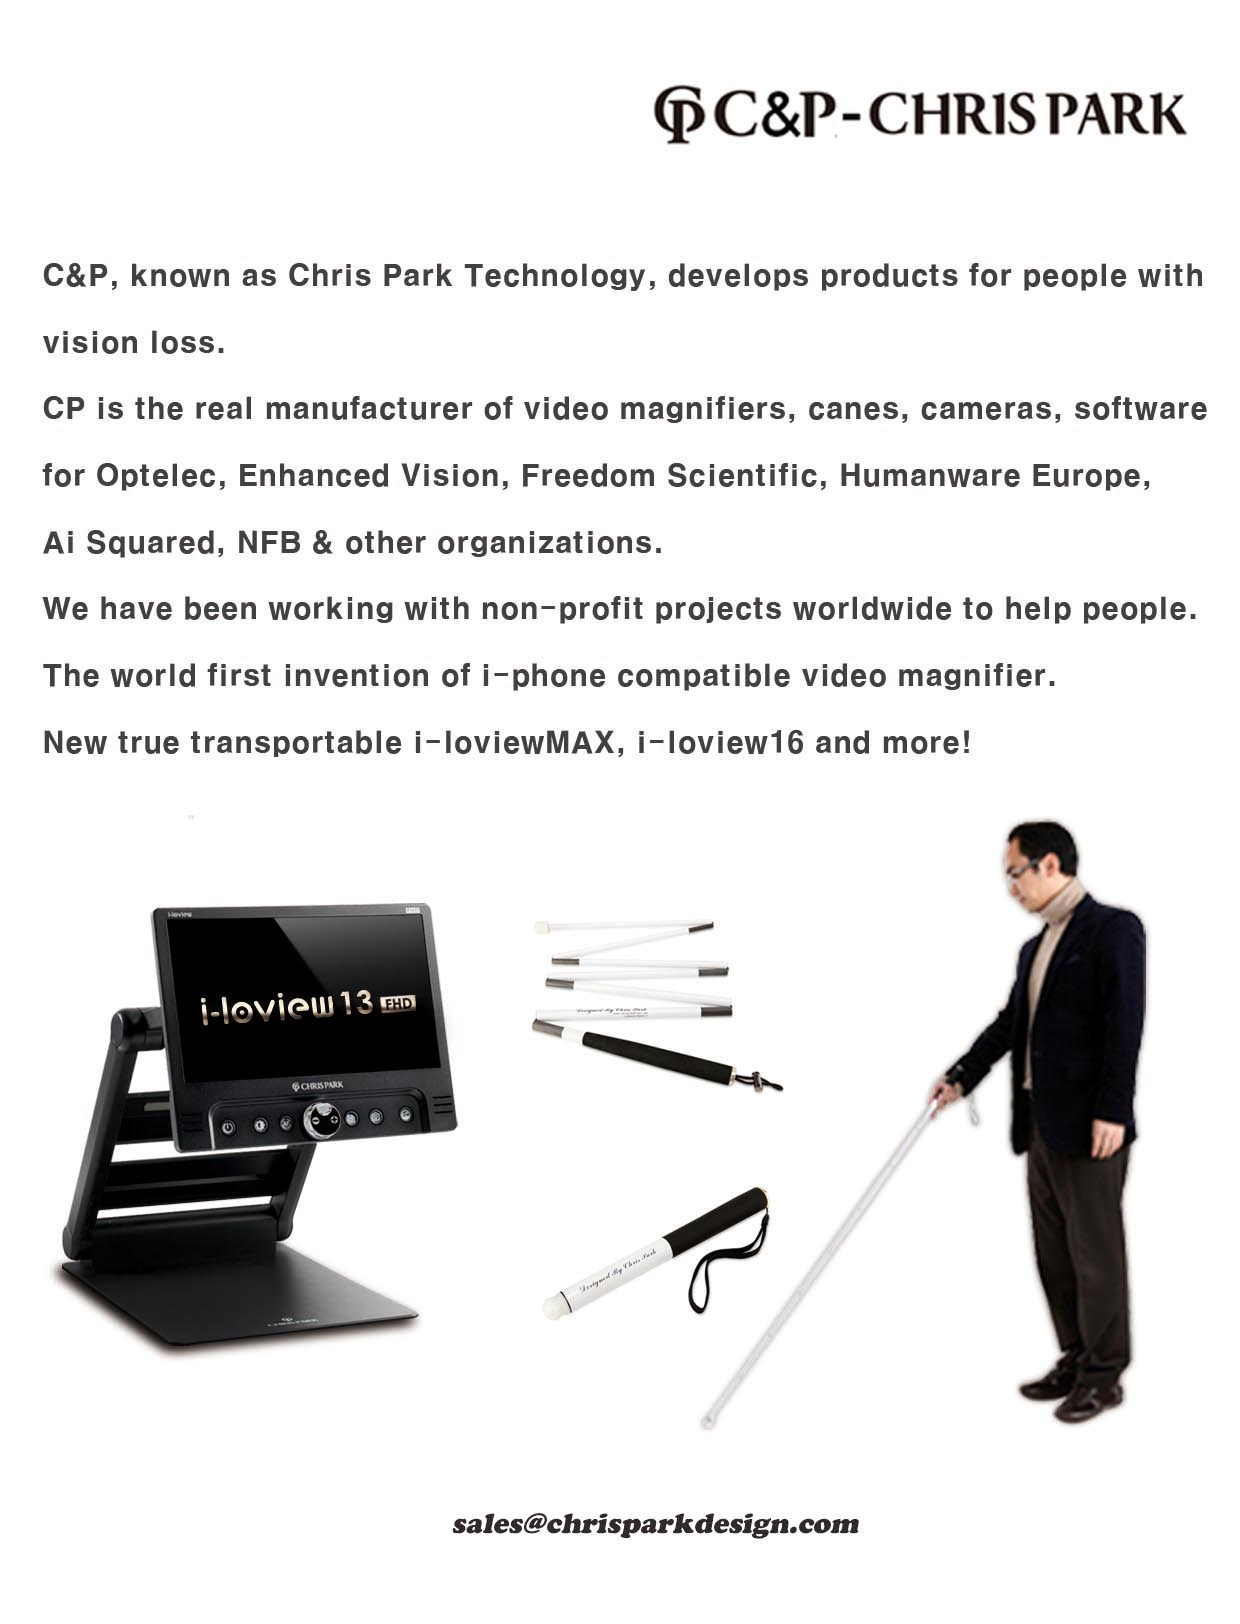 CP C&P-CHRIS PARK
C&P, known as Chris Park Technology, develops products for people with
vision loss.
CP is the real manufacturer of video magnifiers, canes, cameras, software
for Optelec, Enhanced Vision, Freedom Scientific, Humanware Europe,
Ai Squared, NFB & other organizations.
We have been working with non-profit projects worldwide to help people.
The world first invention of i-phone compatible video magnifier.
New true transportable i-loviewMAX, i-loview16 and more!
i-loview
FHD
i-loview 13 FHD
CHRIS PARK
CHRIS PARK
Designed By Chris Park
Designed By Chris Park
sales@chrisparkdesign.com